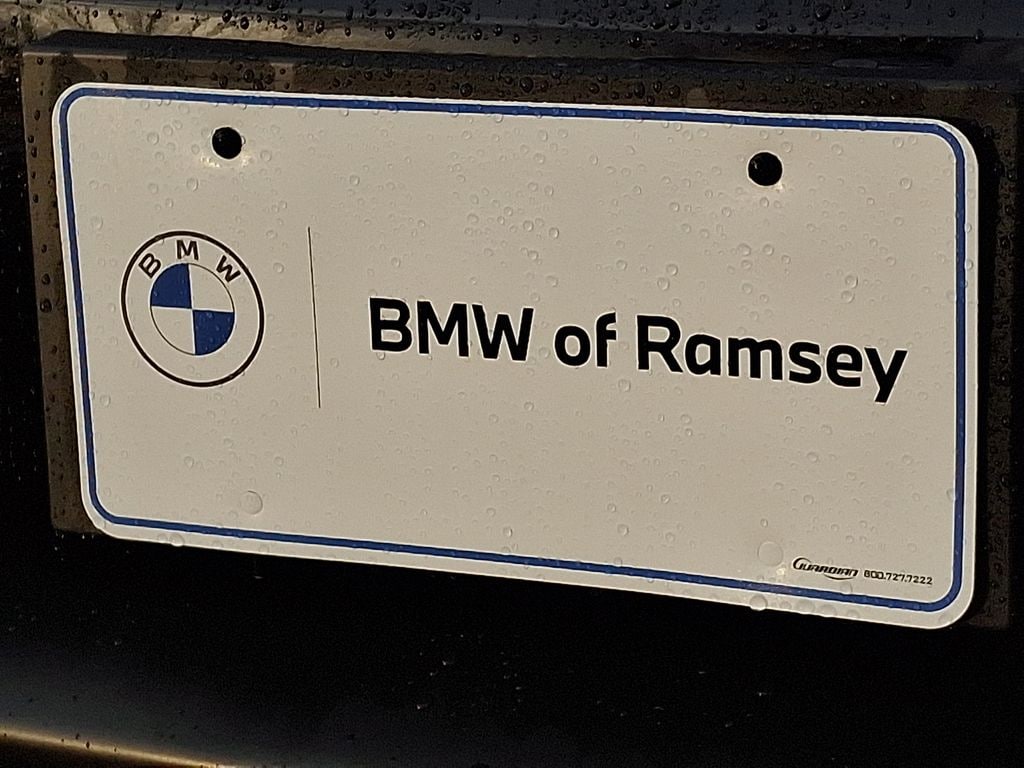 BMW
BMW of Ramsey
GUARDIAN 800.727.7222